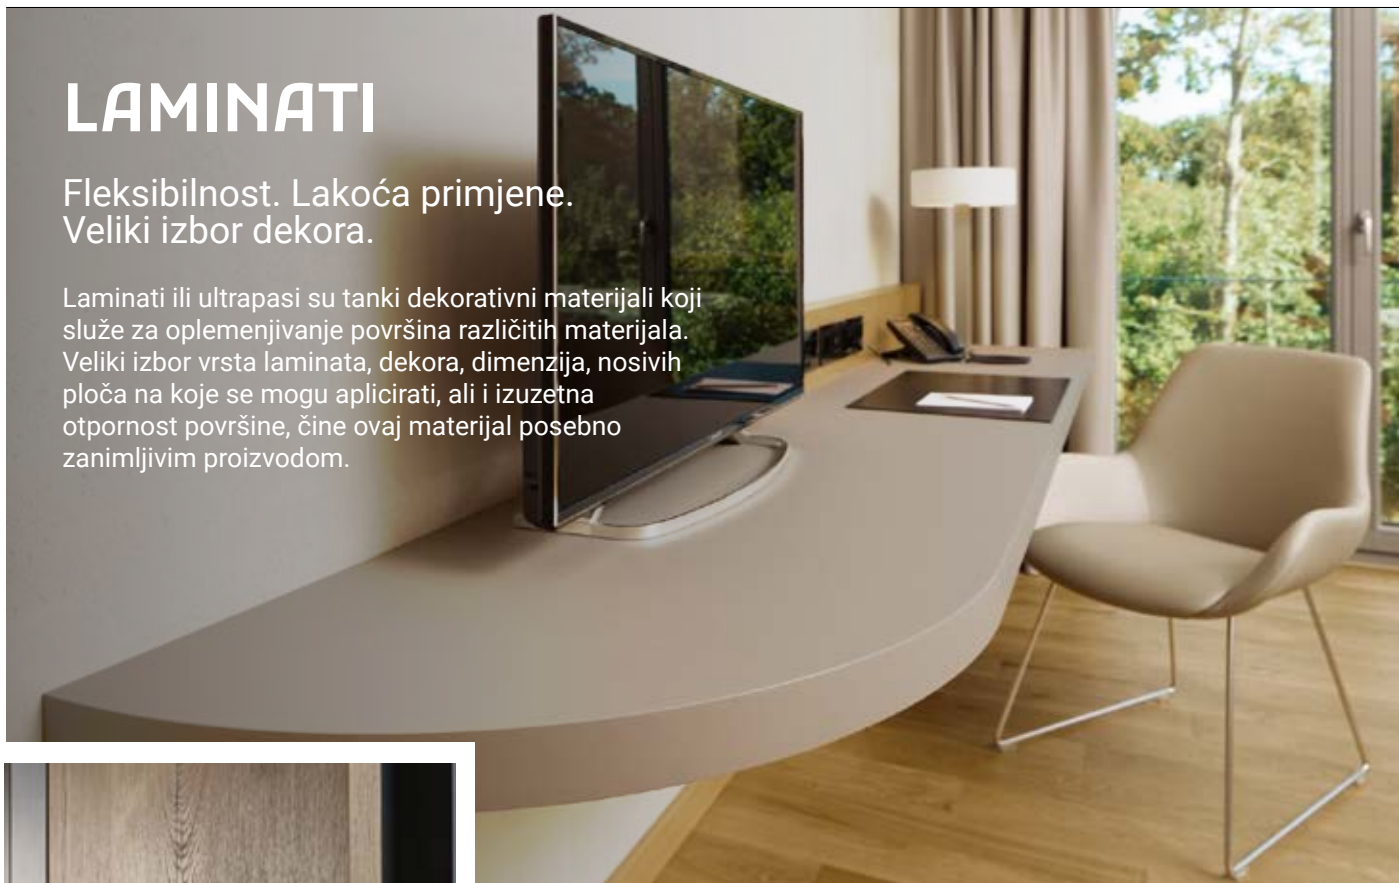 LAMINATI
Fleksibilnost. Lakoća primjene.
Veliki izbor dekora.
Laminati ili ultrapasi su tanki dekorativni materijali koji
služe za oplemenjivanje površina različitih materijala.
Veliki izbor vrsta laminata, dekora, dimenzija, nosivih
ploča na koje se mogu aplicirati, ali i izuzetna
otpornost površine, čine ovaj materijal posebno
zanimljivim proizvodom.